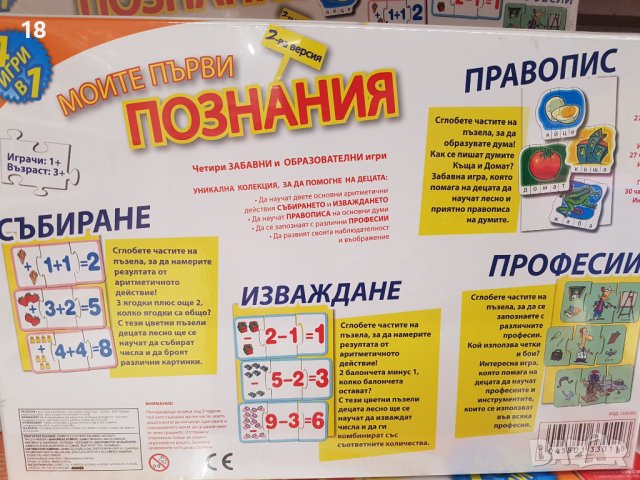 18
4 ИГРИ В 1
МОИТЕ ПЪРВИ
ПОЗНАНИЯ
2-ра версия
Играчи: 1+
Възраст: 3+
Четири ЗАБАВНИ и ОБРАЗОВАТЕЛНИ игри
УНИКАЛНА КОЛЕКЦИЯ, ЗА ДА ПОМОГНЕ НА ДЕЦАТА:
· Да научат двете основни аритметични
действия СЪБИРАНЕТО и ИЗВАЖДАНЕТО
· Да научат ПРАВОПИСА на основни думи
· Да се запознаят с различни ПРОФЕСИИ
· Да развият своята наблюдателност
и въображение
ПРАВОПИС
Сглобете частите на
пъзела, за да
образувате дума!
Как се пишат думите
Къща и Домат?
Забавна игра, която
помага на децата да
научат лесно и
приятно правописа
на думите.
яйце
къща
домат
жаба
СЪБИРАНЕ
+ 1+1=2
+ 3+2=5
+ 4+4=8
Сглобете частите на
пъзела, за да намерите
резултата от
аритметичното
действие!
3 ягодки плюс още 2,
колко ягодки са общо?
С тези цветни пъзели
децата лесно ще се
научат да събират
числа и да броят
различни картинки.
ИЗВАЖДАНЕ
- 2-1=1
- 5-2=3
- 9-3=6
Сглобете частите на
пъзела, за да намерите
резултата от
аритметичното
действие!
2 балончета минус 1,
колко балончета
остават?
С тези цветни пъзели
децата лесно ще се
научат да изваждат
числа и да ги
комбинират със
съответните количества.
ПРОФЕСИИ
Сглобете частите на
пъзела, за да се
запознаете с
различните
професии.
Кой използва четки
и бои?
Интересна игра,
която помага на
децата да научат
професиите и
инструментите,
които се използват
във всяка
професия.
ВНИМАНИЕ!
CE